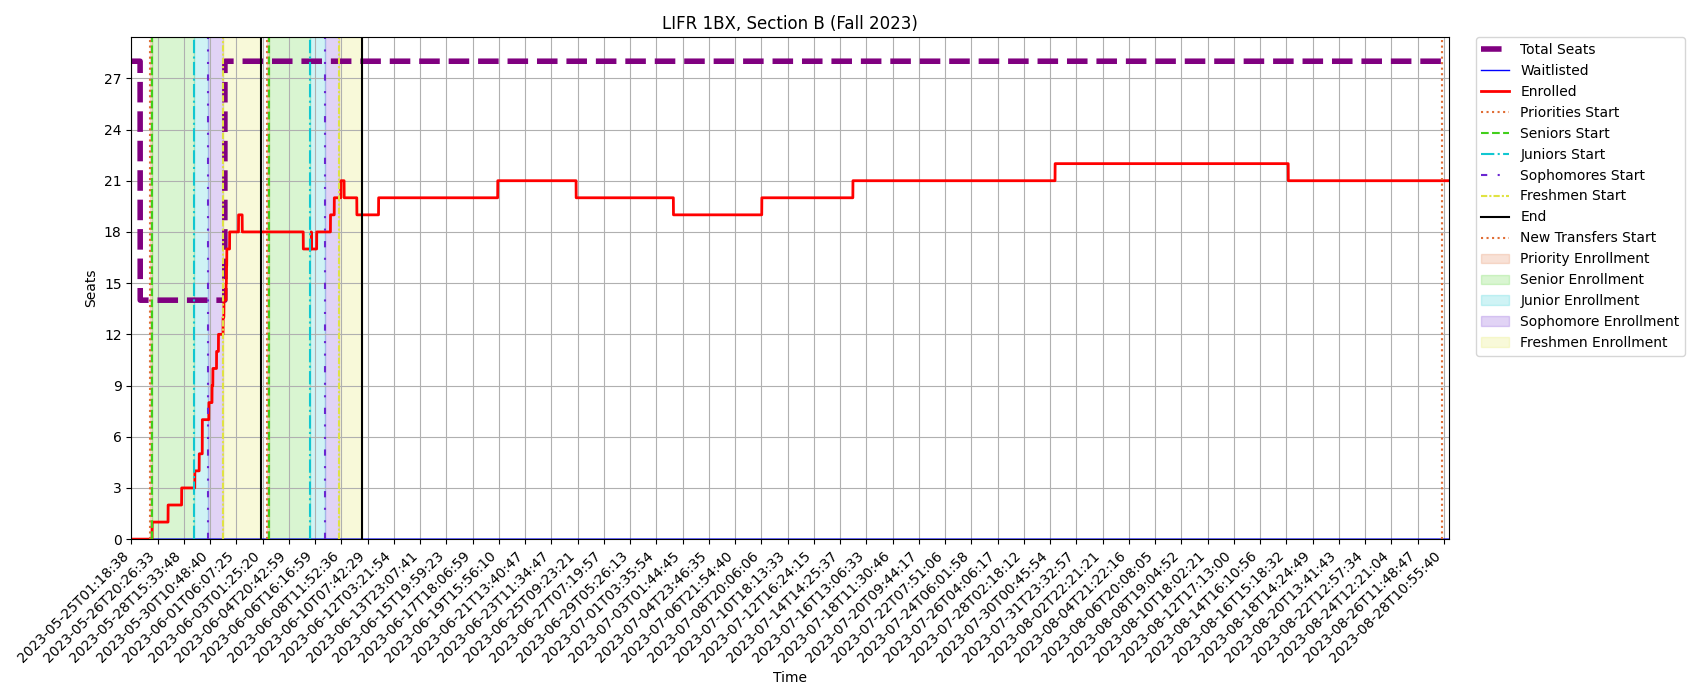 LIFR 1BX, Section B (Fall 2023)
Seats
27
24
21
18
15
12
9
6
3
0
2023-05-25T01:18:38
2023-05-26T20:26:33
2023-05-28T15:33:48
2023-05-30T10:48:40
2023-06-01T06:07:25
2023-06-03T01:25:20
2023-06-04T20:42:59
2023-06-06T16:16:59
2023-06-08T11:52:36
2023-06-10T07:42:29
2023-06-12T03:21:54
2023-06-13T23:07:41
2023-06-15T19:59:23
2023-06-17T18:06:59
2023-06-19T15:56:10
2023-06-21T13:40:47
2023-06-23T11:34:47
2023-06-25T09:23:21
2023-06-27T07:19:57
2023-06-29T05:26:13
2023-07-01T03:35:54
2023-07-03T01:44:45
2023-07-04T23:46:35
2023-07-06T21:54:40
2023-07-08T20:06:06
2023-07-10T18:13:33
2023-07-12T16:24:15
2023-07-14T14:25:37
2023-07-16T13:06:33
2023-07-18T11:30:46
2023-07-20T09:44:17
2023-07-22T07:51:06
2023-07-24T06:01:58
2023-07-26T04:06:17
2023-07-28T02:18:12
2023-07-30T00:45:54
2023-07-31T23:32:57
2023-08-02T22:21:21
2023-08-04T21:22:16
2023-08-06T20:08:05
2023-08-08T19:04:52
2023-08-10T18:02:21
2023-08-12T17:13:00
2023-08-14T16:10:56
2023-08-16T15:18:32
2023-08-18T14:24:49
2023-08-20T13:41:43
2023-08-22T12:57:34
2023-08-24T12:21:04
2023-08-26T11:48:47
2023-08-28T10:55:40
Time
Total Seats
Waitlisted
Enrolled
Priorities Start
Seniors Start
Juniors Start
Sophomores Start
Freshmen Start
End
New Transfers Start
Priority Enrollment
Senior Enrollment
Junior Enrollment
Sophomore Enrollment
Freshmen Enrollment